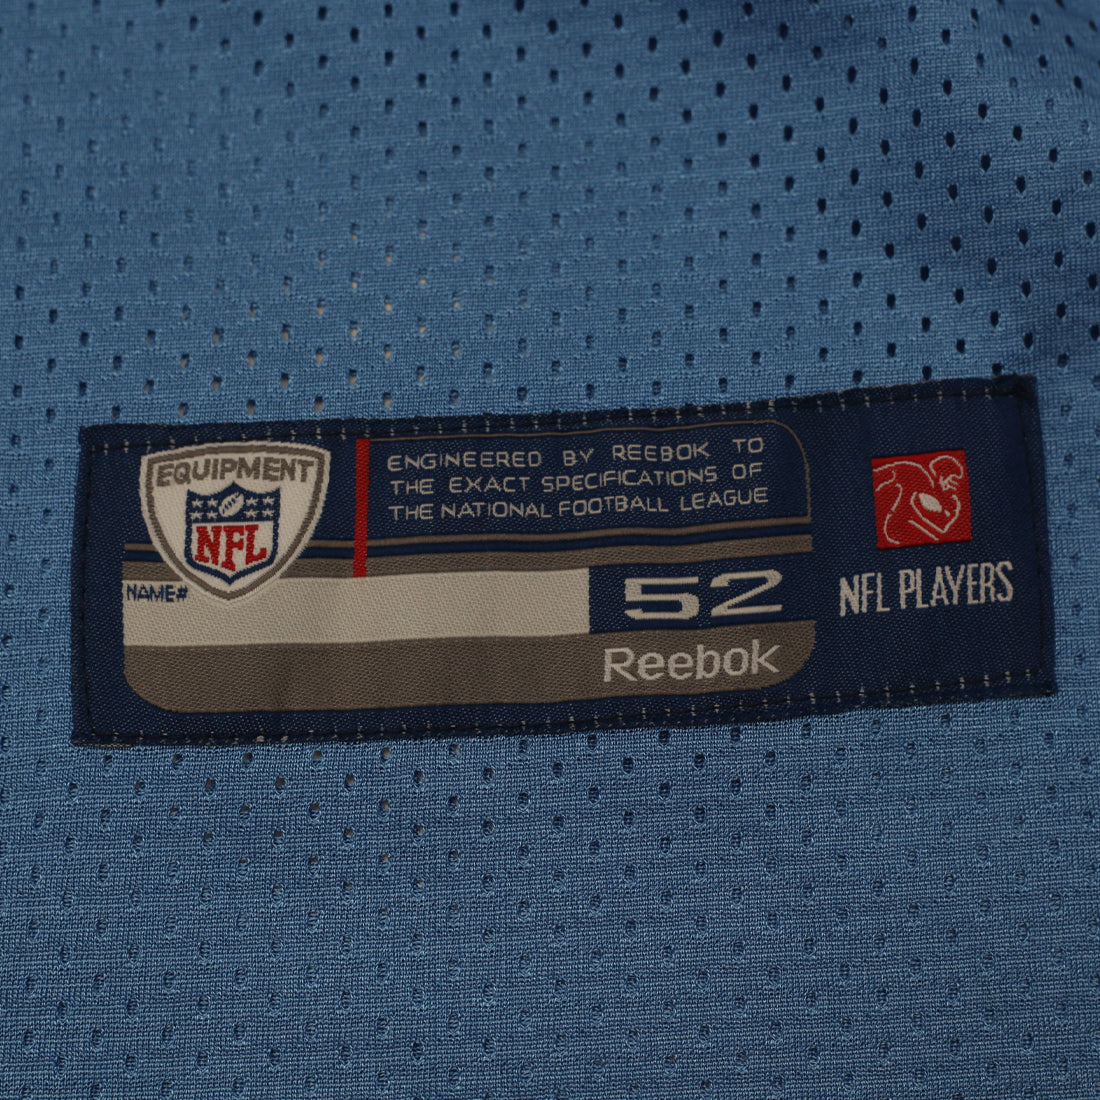 EQUIPMENT
NFL
ENGINEERED BY REEBOK TO
THE EXACT SPECIFICATIONS OF
THE NATIONAL FOOTBALL LEAGUE
NAME#
52
Reebok
NFL PLAYERS